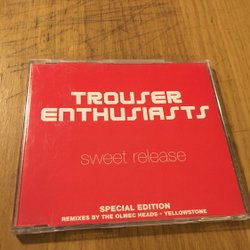 TROUSER
ENTHUSIASTS
sweet release
SPECIAL EDITION
REMIXES BY THE OLMEC HEADS - YELLOWSTONE